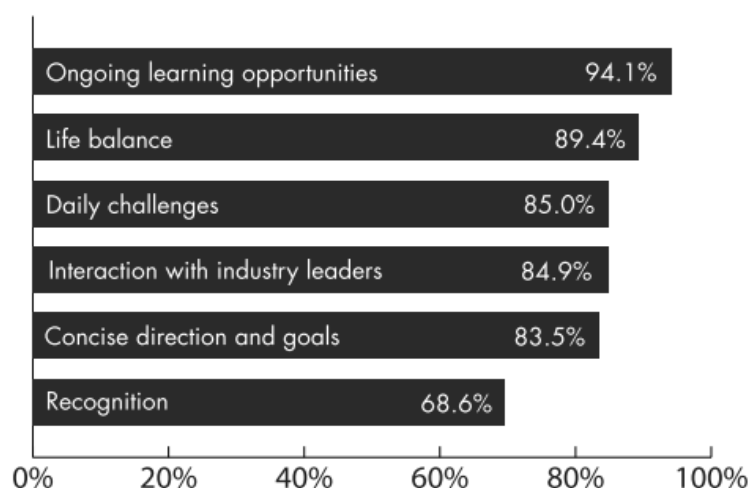 Ongoing learning opportunities 94.1%
Life balance 89.4%
Daily challenges 85.0%
Interaction with industry leaders 84.9%
Concise direction and goals 83.5%
Recognition 68.6%
0% 20% 40% 60% 80% 100%